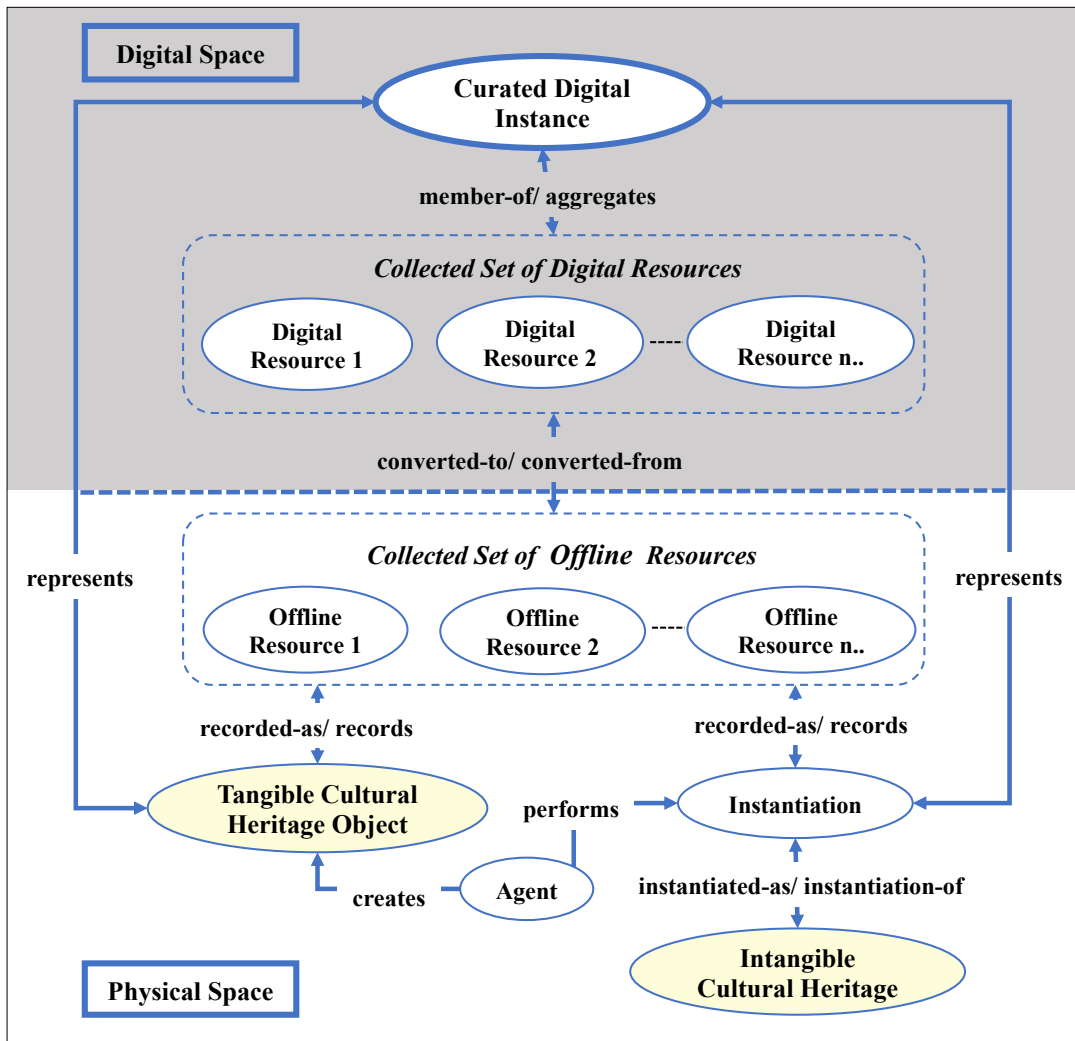 Digital Space
Curated Digital
Instance
member-of/ aggregates
Collected Set of Digital Resources
Digital
Resource 1
Digital
Resource 2
Digital
Resource n..
converted-to/ converted-from
Collected Set of Offline Resources
represents
represents
Offline
Resource 1
Offline
Resource 2
Offline
Resource n..
recorded-as/ records
recorded-as/ records
Tangible Cultural
Heritage Object
performs
Instantiation
creates
Agent
instantiated-as/ instantiation-of
Intangible
Cultural Heritage
Physical Space